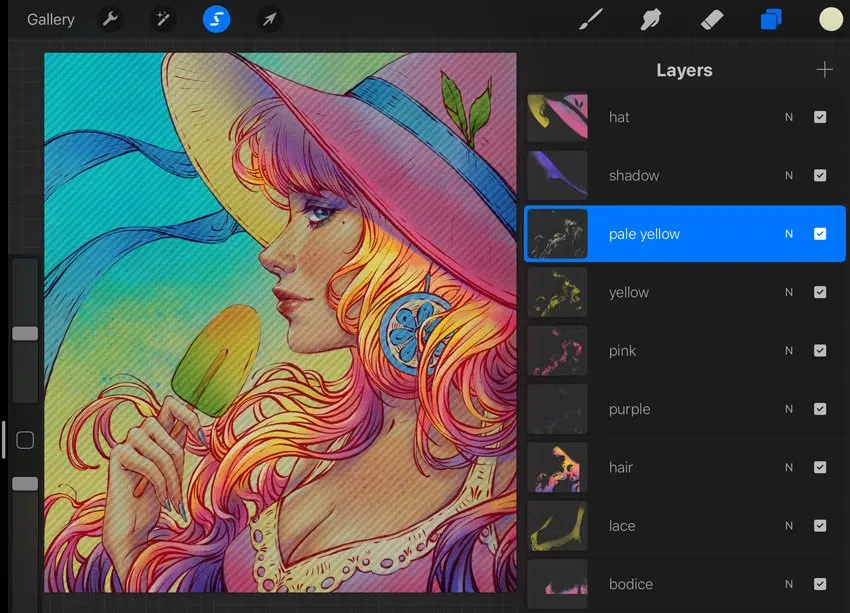 Gallery
Layers
hat N
shadow N
pale yellow N
yellow N
pink N
purple N
hair N
lace N
bodice N